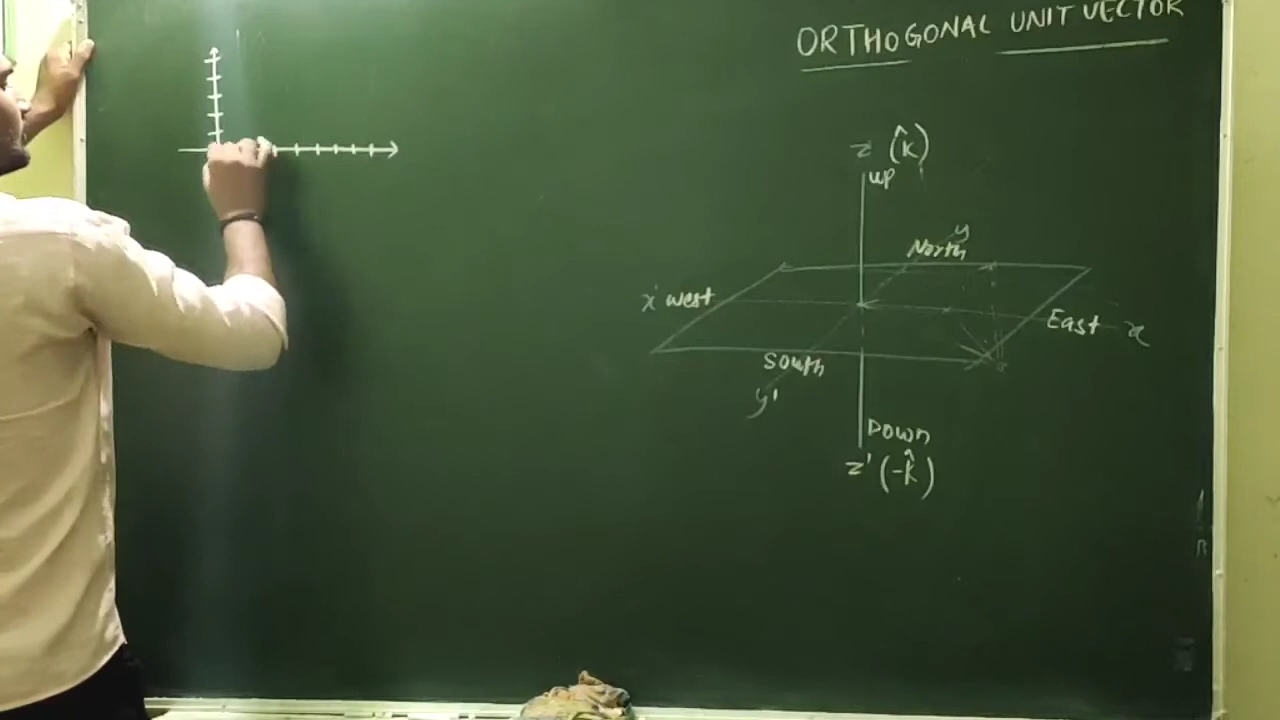 ORTHOGONAL UNIT VECTOR
z (k̂)
up
y
North
x' west
East x
South
y'
Down
z' (-k̂)